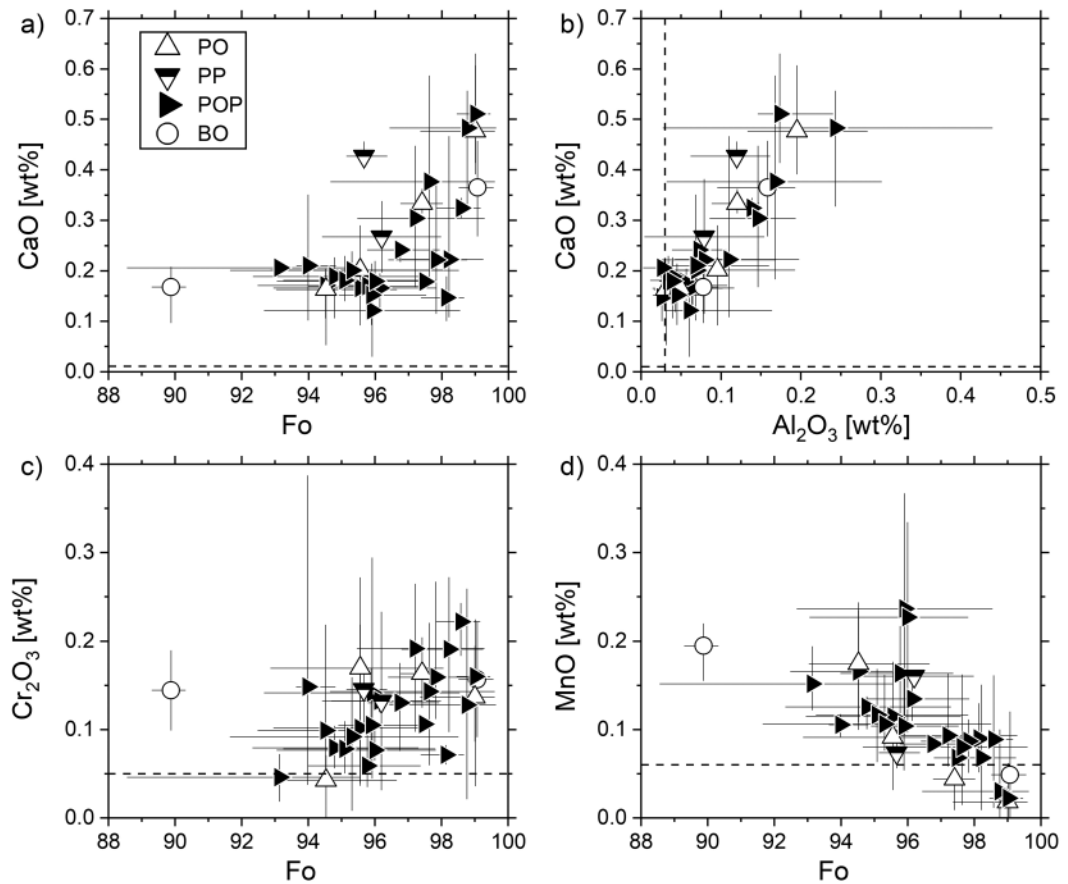 a)
PO
PP
POP
BO
CaO [wt%]
0.7
0.6
0.5
0.4
0.3
0.2
0.1
0.0
88 90 92 94 96 98 100
Fo
b)
CaO [wt%]
0.7
0.6
0.5
0.4
0.3
0.2
0.1
0.0
0.0 0.1 0.2 0.3 0.4 0.5
Al₂O₃ [wt%]
c)
Cr₂O₃ [wt%]
0.4
0.3
0.2
0.1
0.0
88 90 92 94 96 98 100
Fo
d)
MnO [wt%]
0.4
0.3
0.2
0.1
0.0
88 90 92 94 96 98 100
Fo